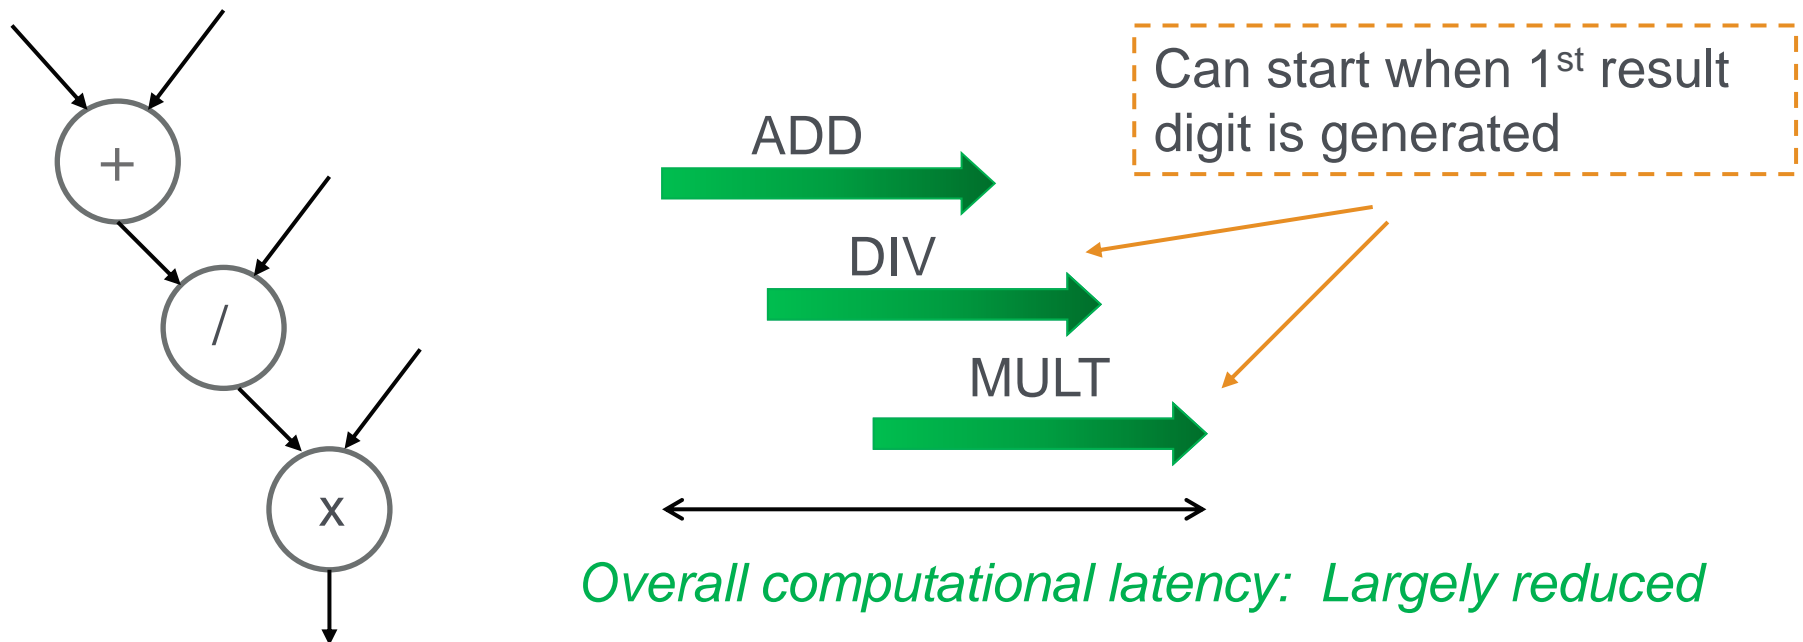 +
/
x
ADD
DIV
MULT
Can start when 1st result
digit is generated
Overall computational latency: Largely reduced